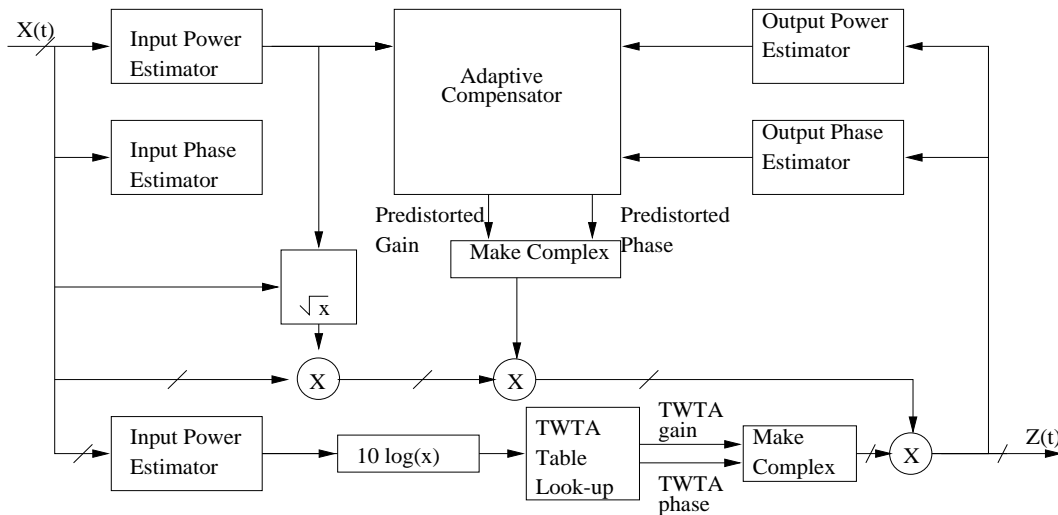 X(t)
Input Power
Estimator
Adaptive
Compensator
Output Power
Estimator
Input Phase
Estimator
Output Phase
Estimator
Predistorted
Gain
Predistorted
Phase
Make Complex
√x
X
X
Input Power
Estimator
10 log(x)
TWTA
Table
Look-up
TWTA
gain
TWTA
phase
Make
Complex
X
Z(t)